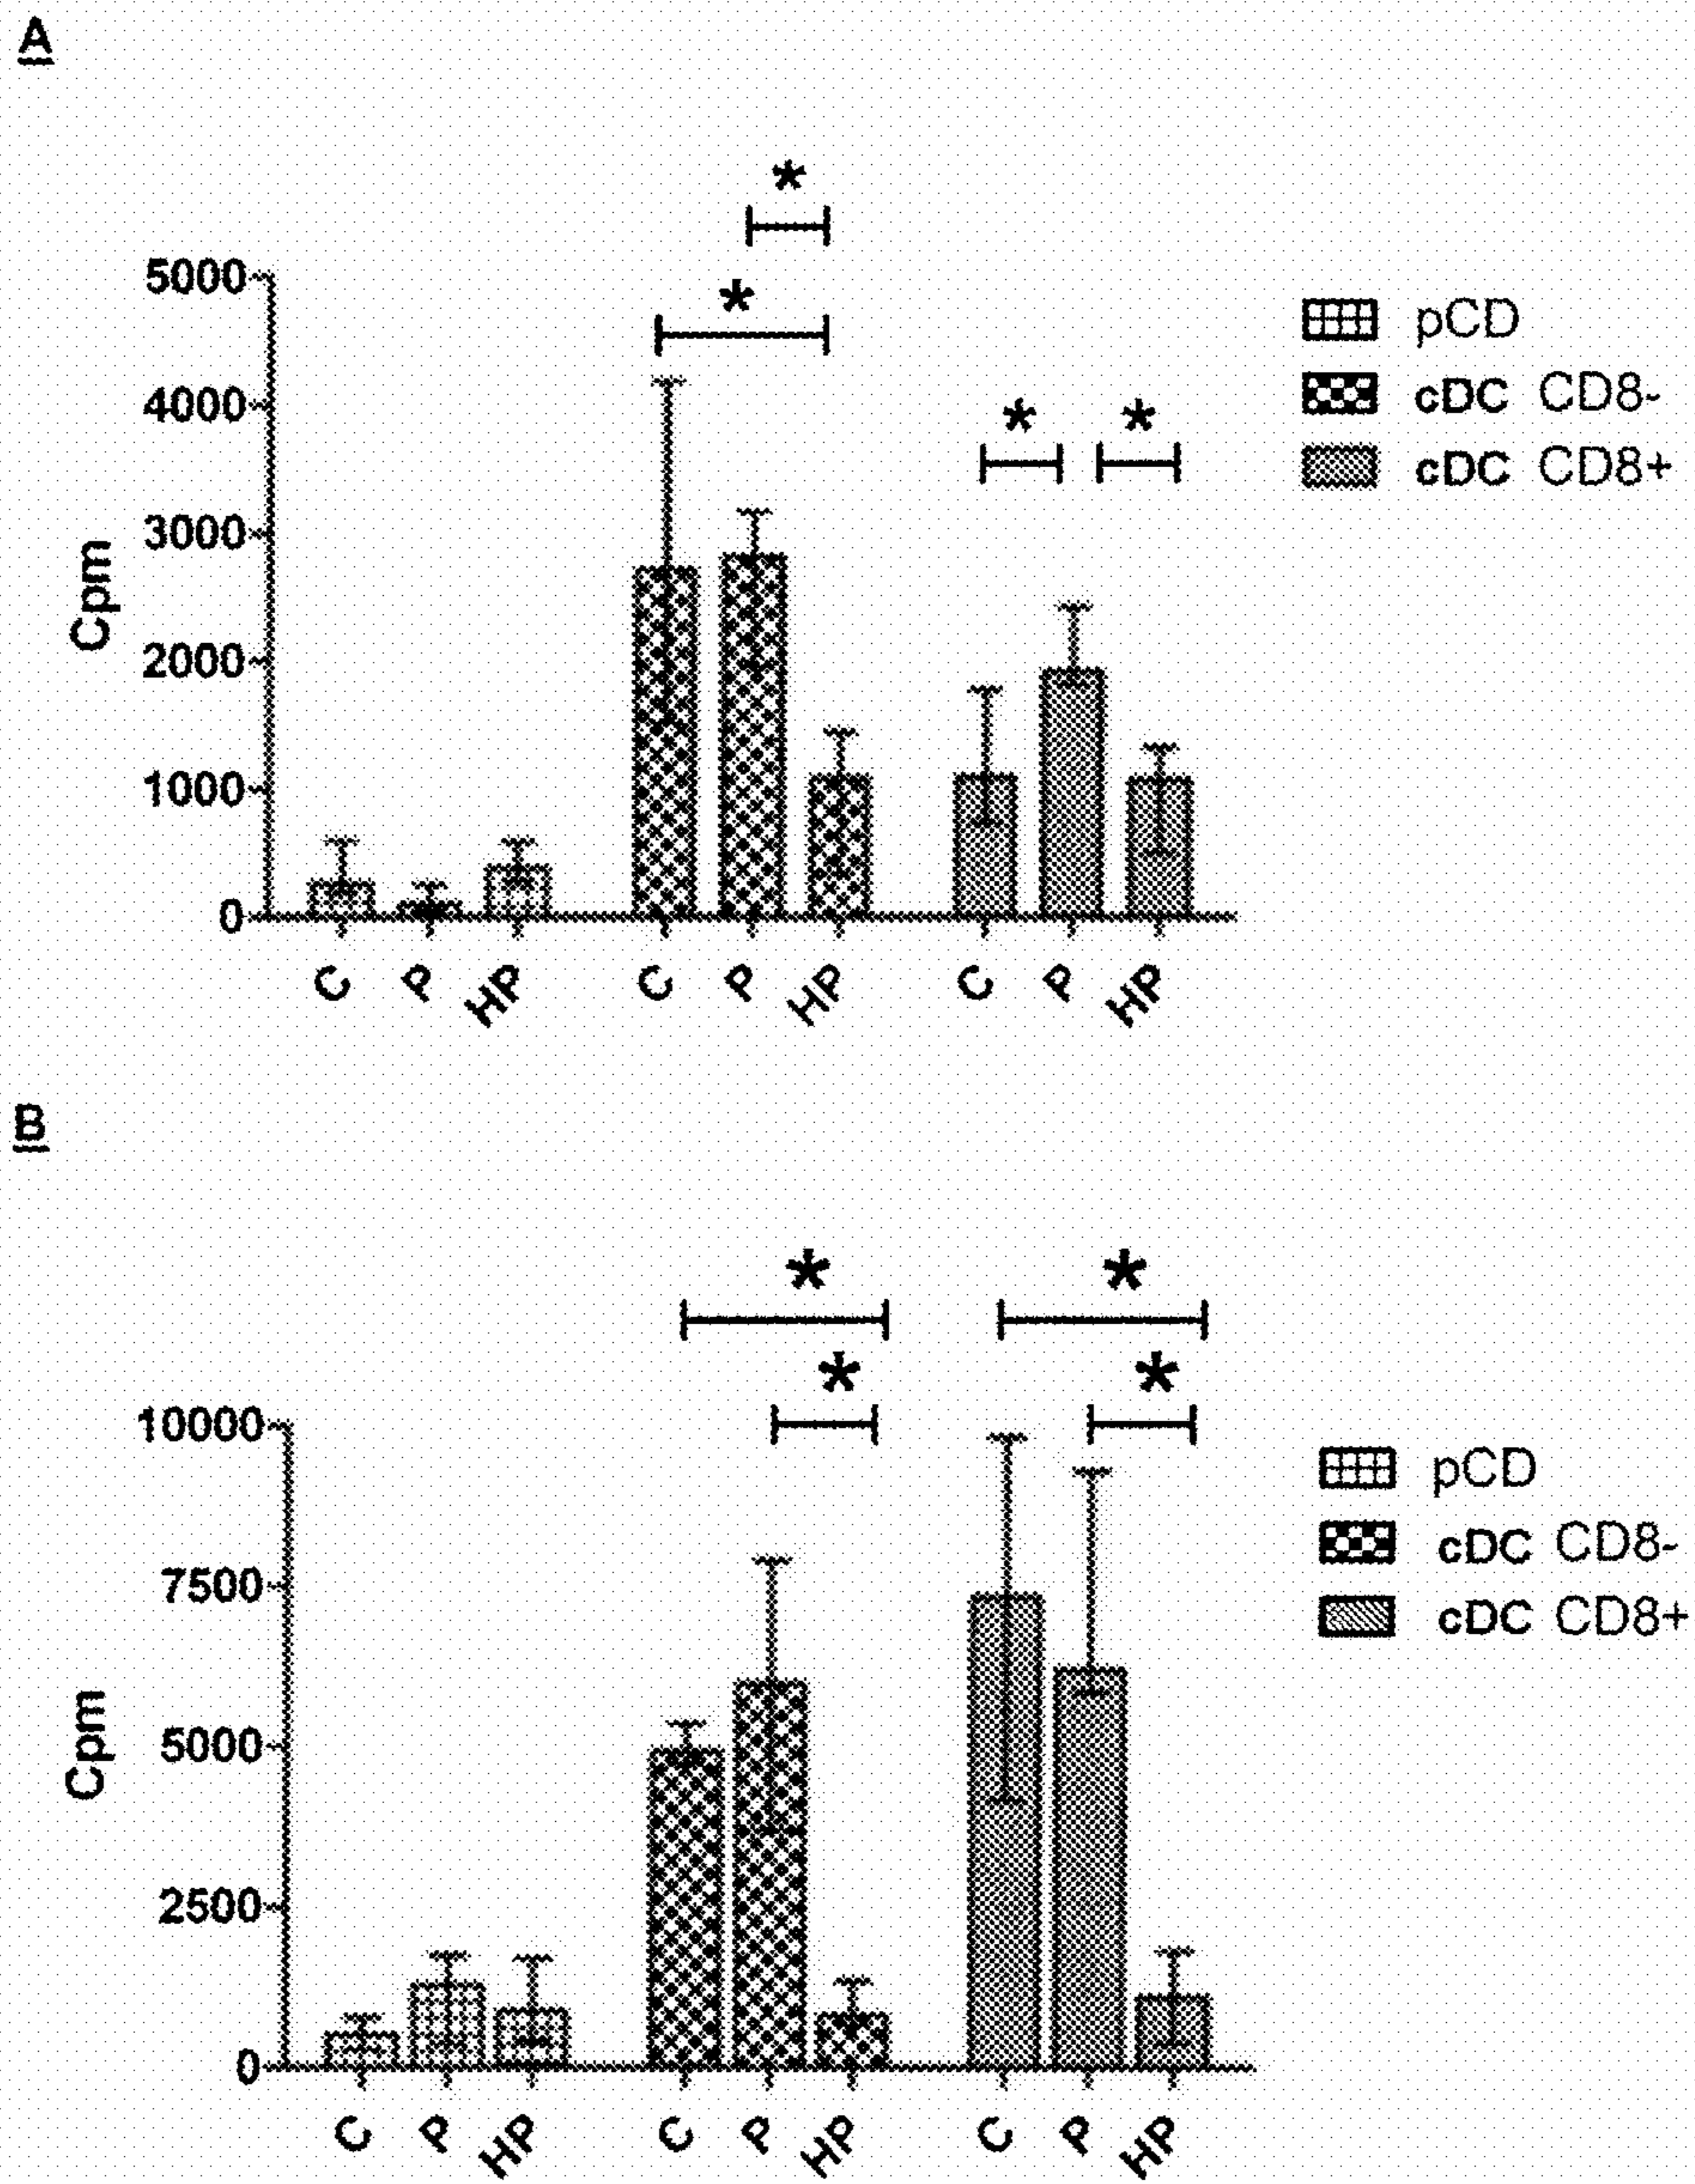 A
*
*
* *
5000
4000
3000
2000
1000
0
Cpm
pCD
cDC CD8-
cDC CD8+
C P HP C P HP C P HP
B
* *
* *
10000
7500
5000
2500
0
Cpm
pCD
cDC CD8-
cDC CD8+
C P HP C P HP C P HP